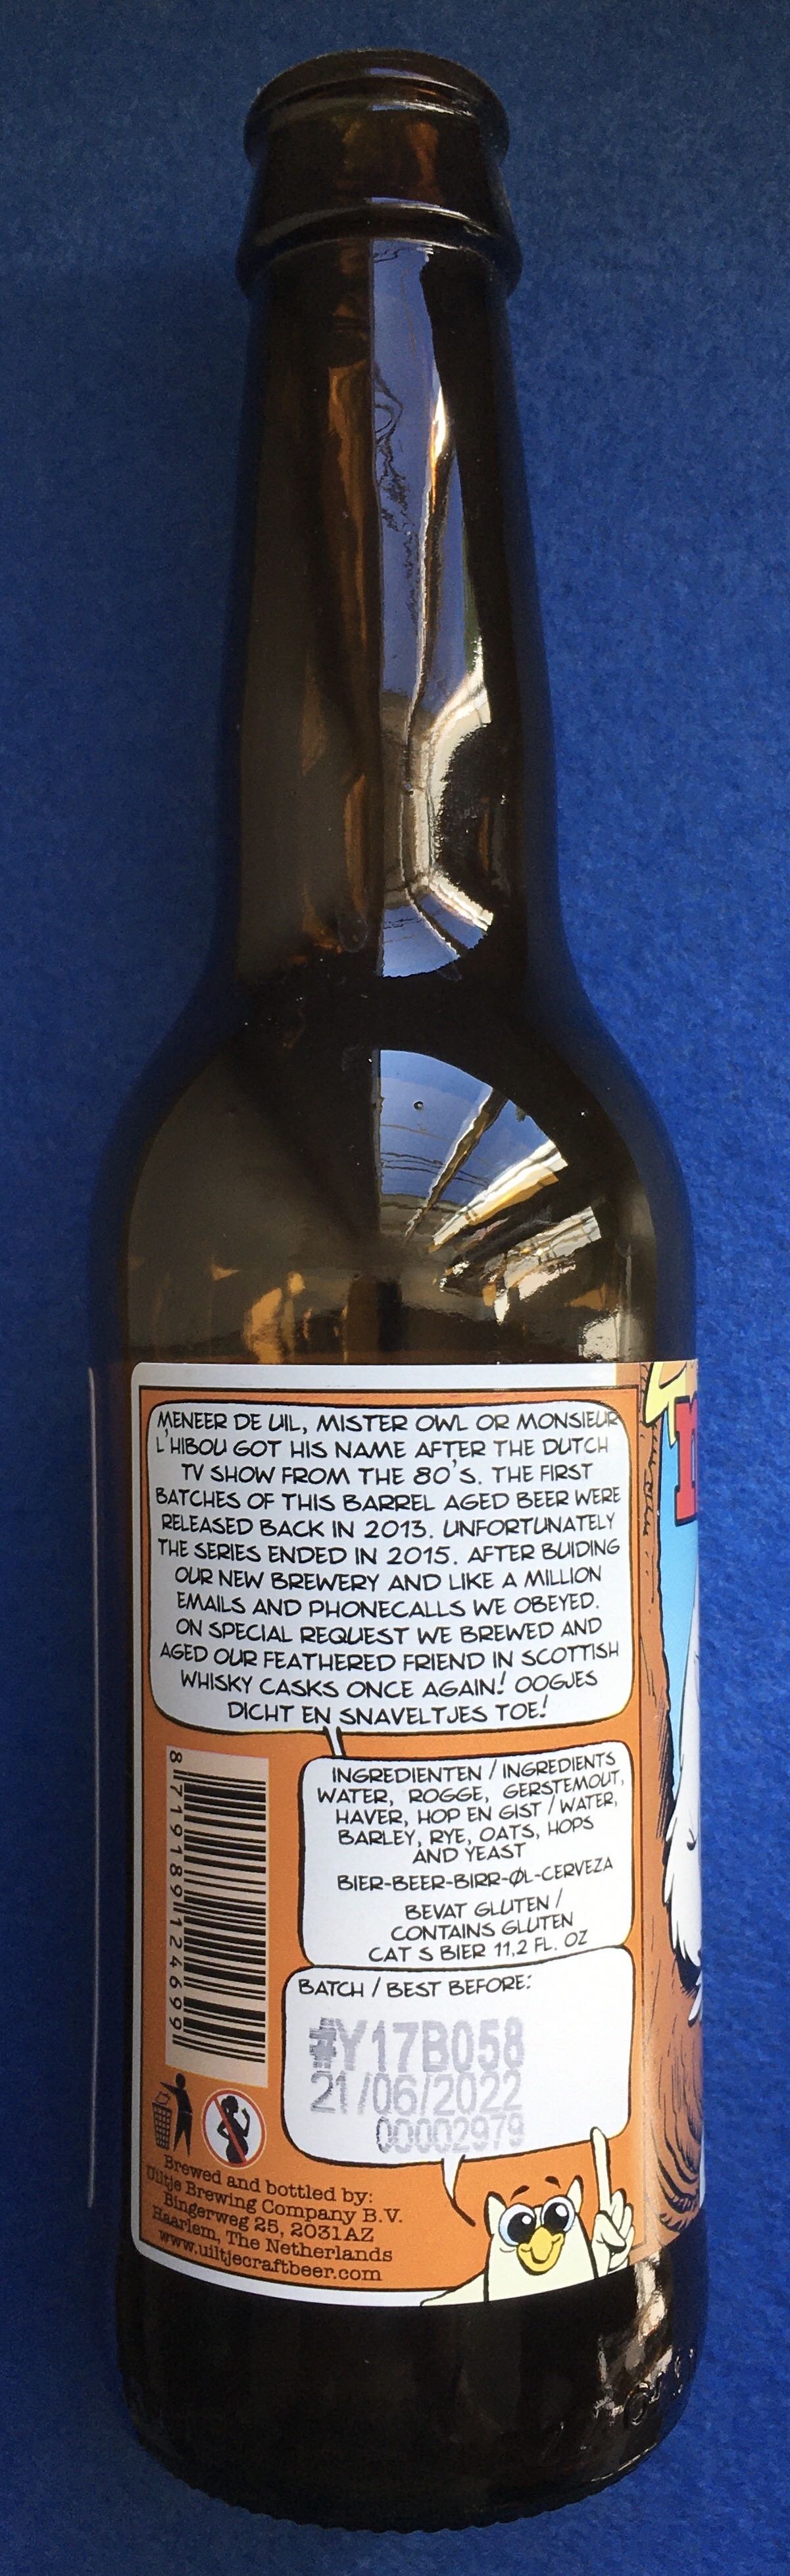 MENEER DE UIL, MISTER OWL OR MONSIEUR
L'HIBOU GOT HIS NAME AFTER THE DUTCH
TV SHOW FROM THE 80'S. THE FIRST
BATCHES OF THIS BARREL AGED BEER WERE
RELEASED BACK IN 2013. UNFORTUNATELY
THE SERIES ENDED IN 2015. AFTER BUIDING
OUR NEW BREWERY AND LIKE A MILLION
EMAILS AND PHONECALLS WE OBEYED.
ON SPECIAL REQUEST WE BREWED AND
AGED OUR FEATHERED FRIEND IN SCOTTISH
WHISKY CASKS ONCE AGAIN! OOGJES
DICHT EN SNAVELTJES TOE!
INGREDIENTEN / INGREDIENTS
WATER, ROGGE, GERSTEMOUT,
HAVER, HOP EN GIST / WATER,
BARLEY, RYE, OATS, HOPS
AND YEAST
BIER-BEER-BIRR-ØL-CERVEZA
BEVAT GLUTEN /
CONTAINS GLUTEN
CAT S BIER 11,2 FL. OZ
8 719189 124699
BATCH / BEST BEFORE:
#Y17B058
21/06/2022
00002979
Brewed and bottled by:
Uiltje Brewing Company B.V.
Bingerweg 25, 2031AZ
Haarlem, The Netherlands
www.uiltjecraftbeer.com